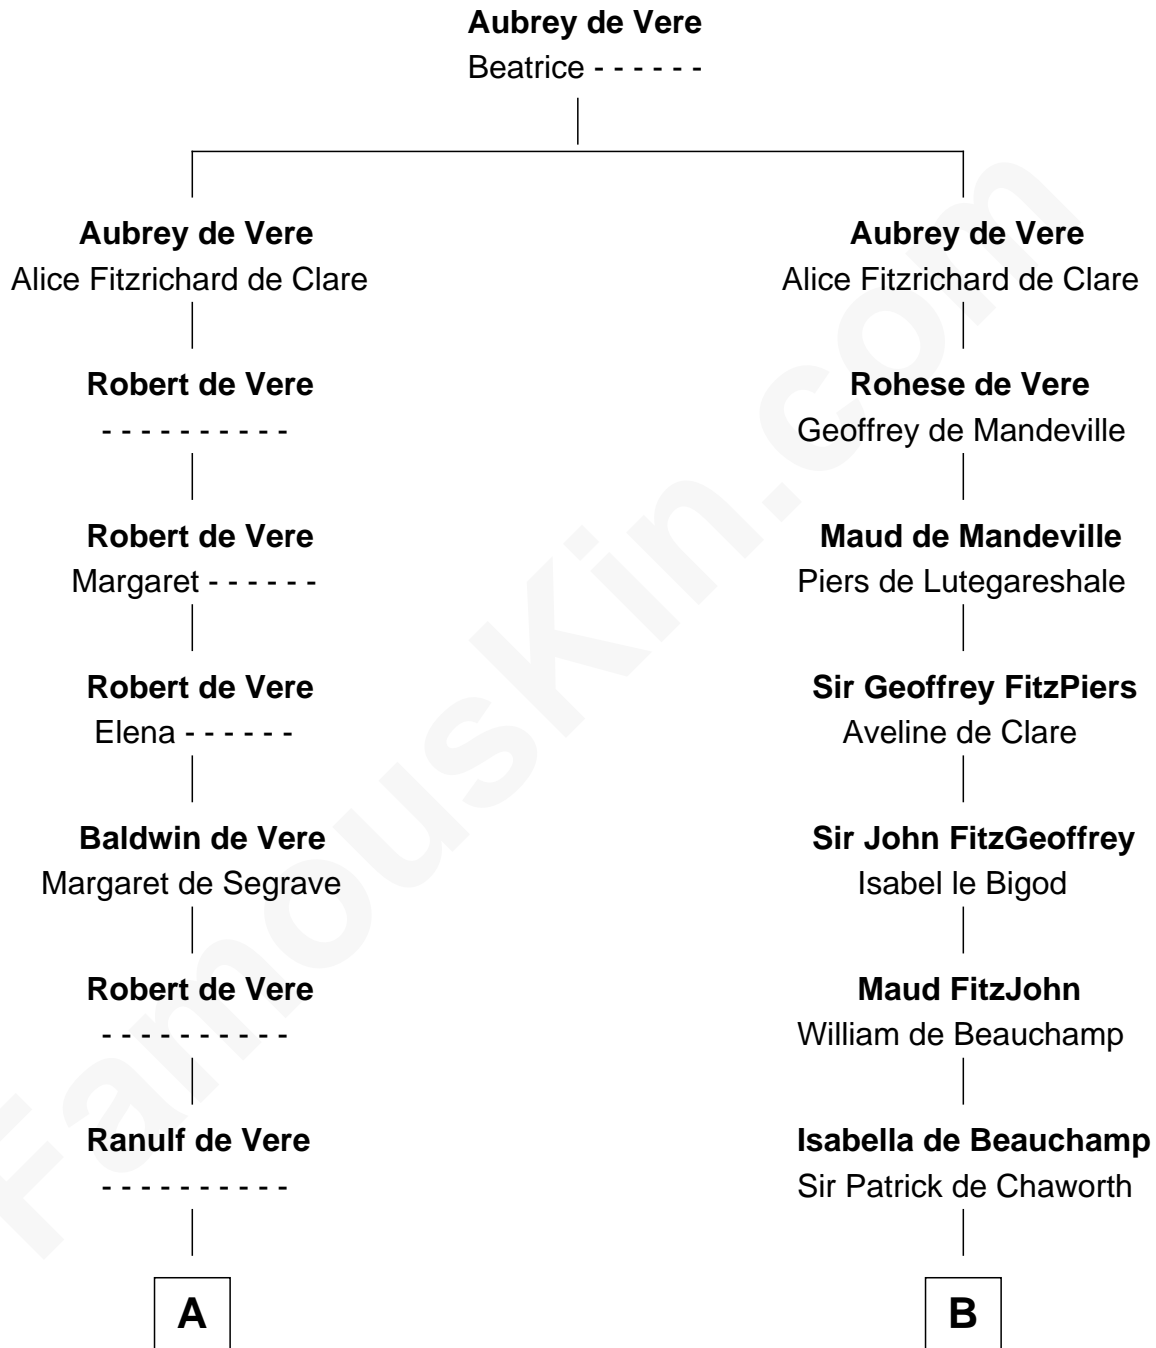 Aubrey de Vere
Beatrice - - - - - -
Aubrey de Vere
Alice Fitzrichard de Clare
Aubrey de Vere
Alice Fitzrichard de Clare
Robert de Vere
- - - - - - - - - -
Rohese de Vere
Geoffrey de Mandeville
Robert de Vere
Margaret - - - - - -
Maud de Mandeville
Piers de Lutegareshale
Robert de Vere
Elena - - - - - -
Sir Geoffrey FitzPiers
Aveline de Clare
Baldwin de Vere
Margaret de Segrave
Sir John FitzGeoffrey
Isabel le Bigod
Robert de Vere
- - - - - - - - - -
Maud FitzJohn
William de Beauchamp
Ranulf de Vere
- - - - - - - - - -
Isabella de Beauchamp
Sir Patrick de Chaworth
A
B
FamousKin.com